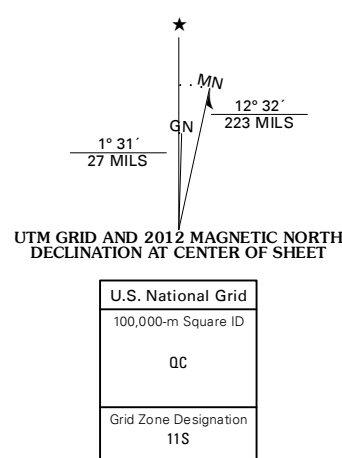 MN
12° 32´
223 MILS
GN
1° 31´
27 MILS
UTM GRID AND 2012 MAGNETIC NORTH
DECLINATION AT CENTER OF SHEET
U.S. National Grid
100,000-m Square ID
QC
Grid Zone Designation
11S